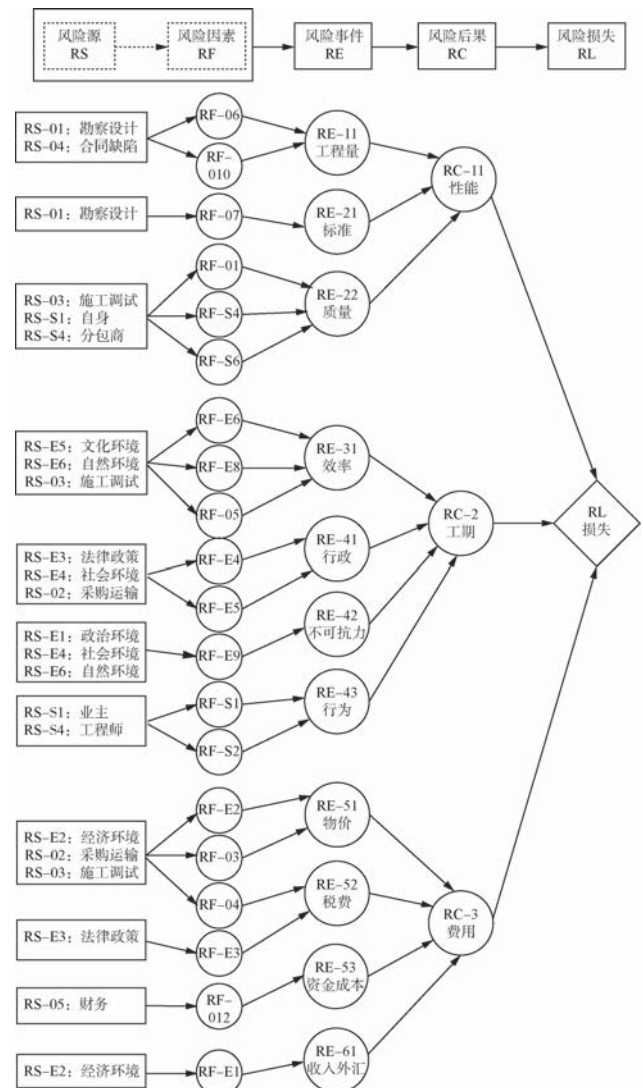 风险源
RS
风险因素
RF
风险事件
RE
风险后果
RC
风险损失
RL
RS-01：勘察设计
RS-04：合同缺陷
RF-06
RF-
010
RE-11
工程量
RC-11
性能
RS-01：勘察设计
RF-07
RE-21
标准
RS-03：施工调试
RS-S1：自身
RS-S4：分包商
RF-01
RF-S4
RF-S6
RE-22
质量
RS-E5：文化环境
RS-E6：自然环境
RS-03：施工调试
RF-E6
RF-E8
RF-05
RE-31
效率
RC-2
工期
RL
损失
RS-E3：法律政策
RS-E4：社会环境
RS-02：采购运输
RF-E4
RF-E5
RE-41
行政
RS-E1：政治环境
RS-E4：社会环境
RS-E6：自然环境
RF-E9
RE-42
不可抗力
RS-S1：业主
RS-S4：工程师
RF-S1
RF-S2
RE-43
行为
RS-E2：经济环境
RS-02：采购运输
RS-03：施工调试
RF-E2
RF-03
RF-04
RE-51
物价
RS-E3：法律政策
RF-E3
RE-52
税费
RC-3
费用
RS-05：财务
RF-
012
RE-53
资金成本
RS-E2：经济环境
RF-E1
RE-61
收入外汇